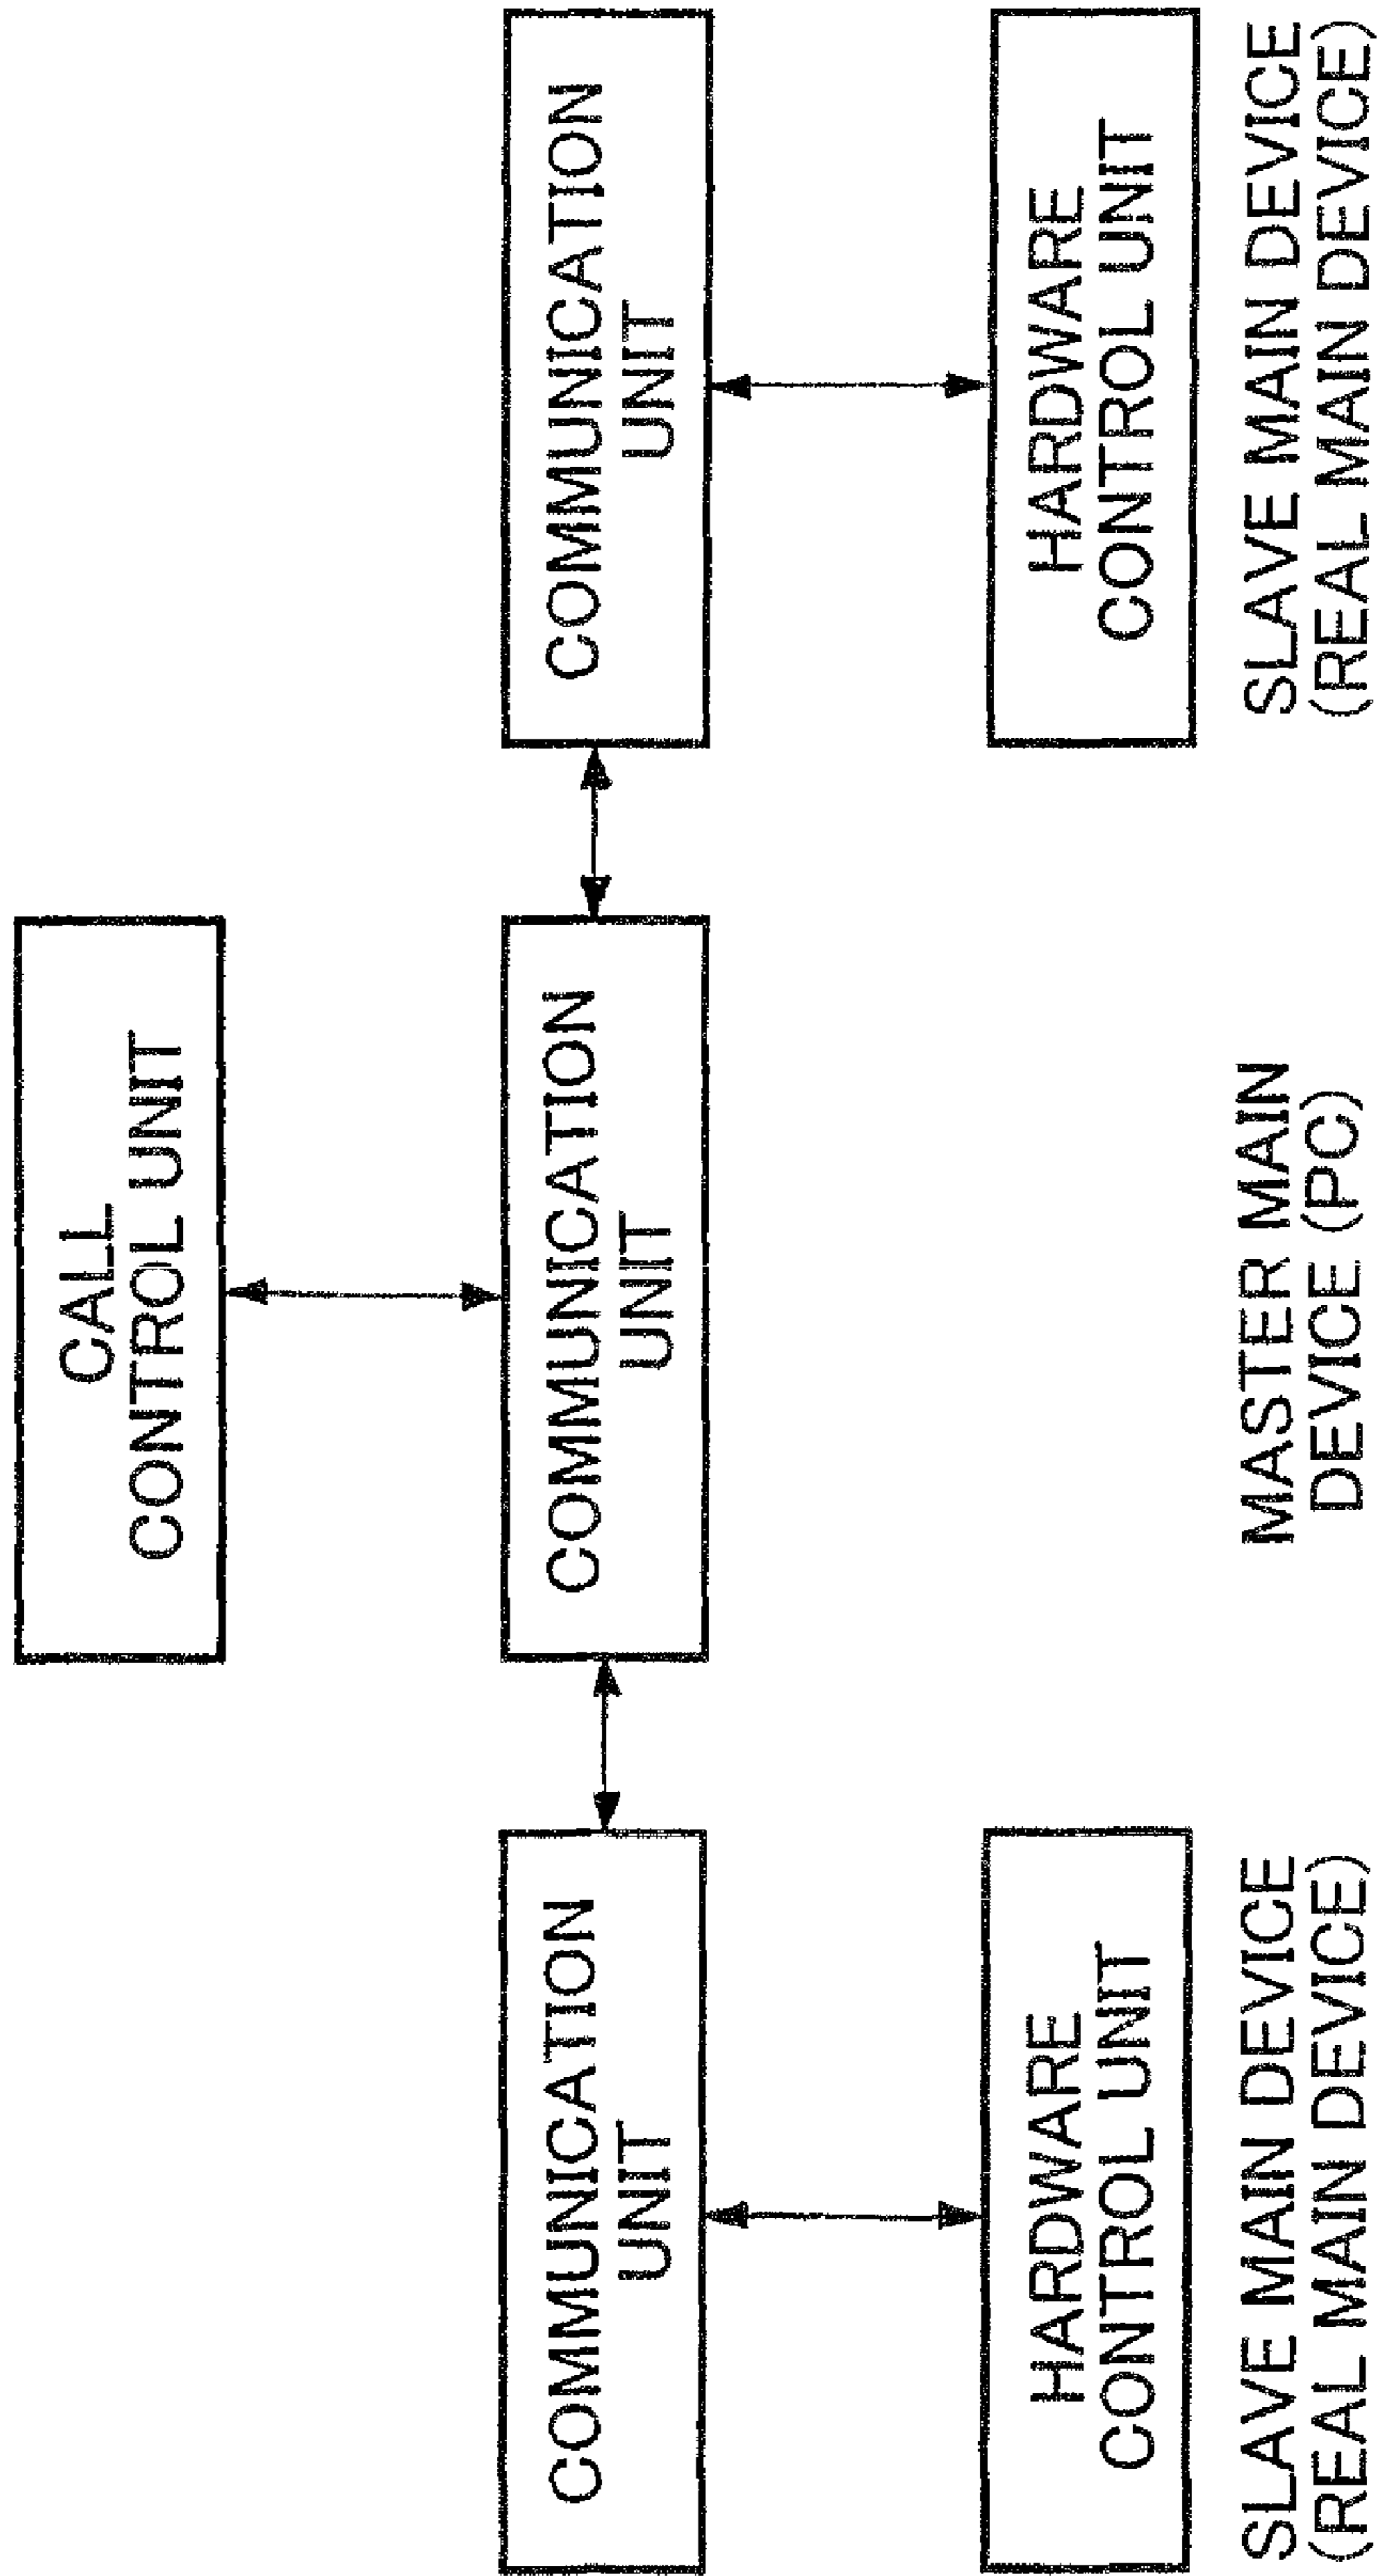 CALL
CONTROL UNIT
COMMUNICATION
UNIT
COMMUNICATION
UNIT
COMMUNICATION
UNIT
HARDWARE
CONTROL UNIT
HARDWARE
CONTROL UNIT
SLAVE MAIN DEVICE
(REAL MAIN DEVICE)
MASTER MAIN
DEVICE (PC)
SLAVE MAIN DEVICE
(REAL MAIN DEVICE)